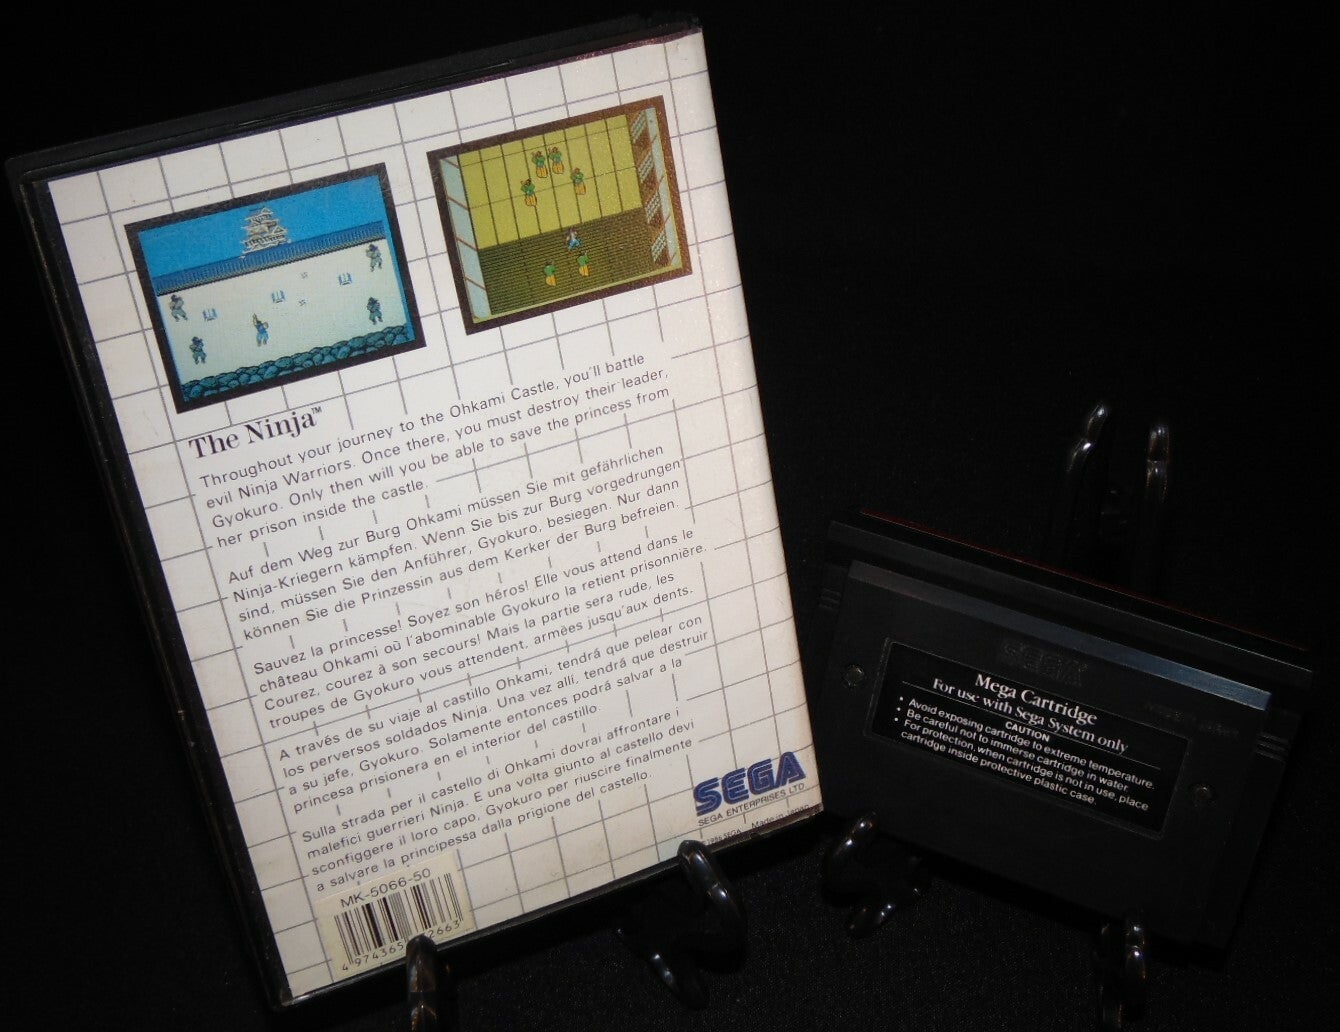 The Ninja™
Throughout your journey to the Ohkami Castle, you'll battle
evil Ninja Warriors. Once there, you must destroy their leader,
Gyokuro. Only then will you be able to save the princess from
her prison inside the castle.
Auf dem Weg zur Burg Ohkami müssen Sie mit gefährlichen
Ninja-Kriegern kämpfen. Wenn Sie bis zur Burg vorgedrungen
sind, müssen Sie den Anführer, Gyokuro, besiegen. Nur dann
können Sie die Prinzessin aus dem Kerker der Burg befreien.
Sauvez la princesse! Soyez son héros! Elle vous attend dans le
château Ohkami où l'abominable Gyokuro la retient prisonnière.
Courez, courez à son secours! Mais la partie sera rude, les
troupes de Gyokuro vous attendent, armèes jusqu'aux dents.
A través de su viaje al castillo Ohkami, tendrá que pelear con
los perversos soldados Ninja. Una vez allí, tendrá que destruir
a su jefe, Gyokuro. Solamente entonces podrá salvar a la
princesa prisionera en el interior del castillo.
Sulla strada per il castello di Ohkami dovrai affrontare i
malefici guerrieri Ninja. E una volta giunto al castello devi
sconfiggere il loro capo, Gyokuro per riuscire finalmente
a salvare la principessa dalla prigione del castello.
SEGA
SEGA ENTERPRISES LTD.
1986 SEGA Made in Japan
MK-5066-50
4 974365 2663
SEGA
Mega Cartridge
For use with Sega System only
CAUTION
• Avoid exposing cartridge to extreme temperature.
• Be careful not to immerse cartridge in water
• For protection, when cartridge is not in use, place
cartridge inside protective plastic case.